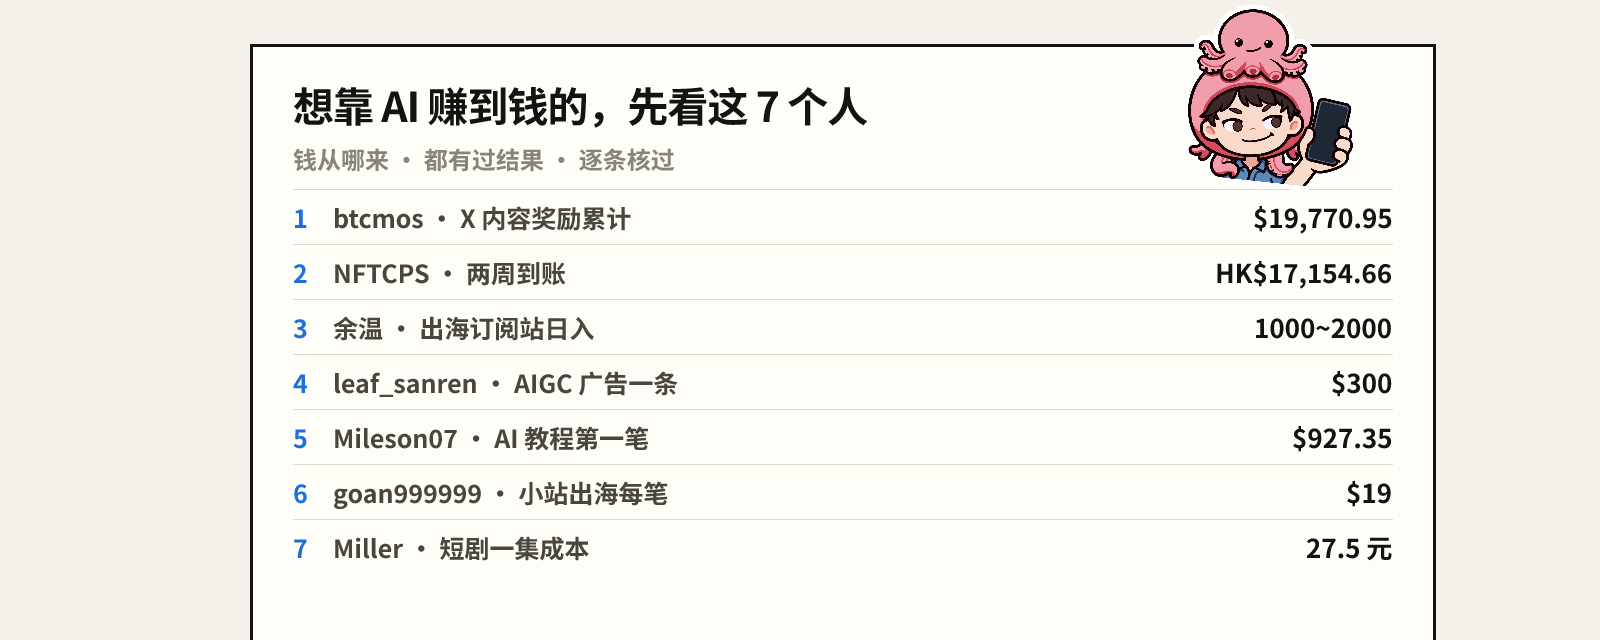 想靠 AI 赚到钱的，先看这 7 个人
钱从哪来 · 都有过结果 · 逐条核过
1 btcmos · X 内容奖励累计 $19,770.95
2 NFTCPS · 两周到账 HK$17,154.66
3 余温 · 出海订阅站日入 1000~2000
4 leaf_sanren · AIGC 广告一条 $300
5 Mileson07 · AI 教程第一笔 $927.35
6 goan999999 · 小站出海每笔 $19
7 Miller · 短剧一集成本 27.5 元